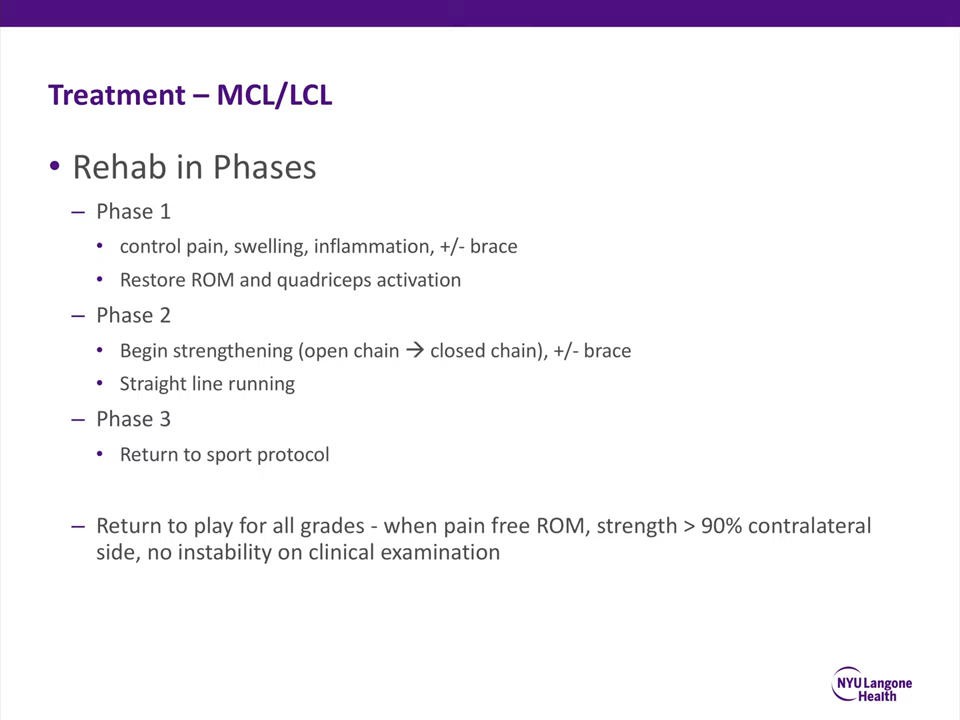 Treatment – MCL/LCL
• Rehab in Phases
– Phase 1
• control pain, swelling, inflammation, +/- brace
• Restore ROM and quadriceps activation
– Phase 2
• Begin strengthening (open chain → closed chain), +/- brace
• Straight line running
– Phase 3
• Return to sport protocol
– Return to play for all grades - when pain free ROM, strength > 90% contralateral
side, no instability on clinical examination
NYU Langone
Health